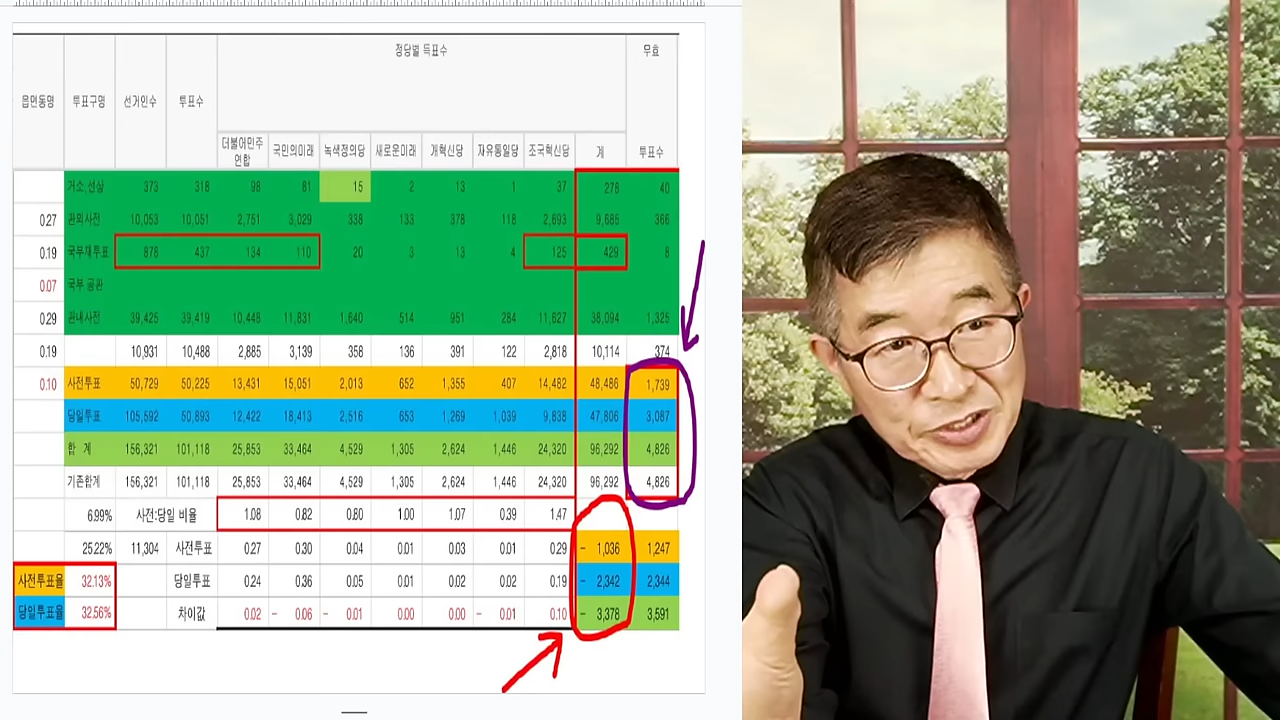 정당별 득표수 무효
읍면동명 투표구명 선거인수 투표수
더불어민주연합 국민의미래 녹색정의당 새로운미래 개혁신당 자유통일당 조국혁신당 계 투표수
거소,선상 373 318 98 81 15 2 13 1 37 278 40
0.27 관외사전 10,053 10,051 2,751 3,029 338 133 378 118 2,693 9,685 366
0.19 국부재투표 878 437 134 110 20 3 13 4 125 429 8
0.07 국부 공관
0.29 관내사전 39,425 39,419 10,448 11,831 1,640 514 951 284 11,627 38,094 1,325
0.19 10,931 10,488 2,885 3,139 358 136 391 122 2,818 10,114 374
0.10 사전투표 50,729 50,225 13,431 15,051 2,013 652 1,355 407 14,482 48,486 1,739
당일투표 105,592 50,893 12,422 18,413 2,516 653 1,269 1,039 9,838 47,806 3,087
합 계 156,321 101,118 25,853 33,464 4,529 1,305 2,624 1,446 24,320 96,292 4,826
기존합계 156,321 101,118 25,853 33,464 4,529 1,305 2,624 1,446 24,320 96,292 4,826
6.99% 사전:당일 비율 1.08 0.82 0.80 1.00 1.07 0.39 1.47
25.22% 11,304 사전투표 0.27 0.30 0.04 0.01 0.03 0.01 0.29 - 1,036 1,247
사전투표율 32.13% 당일투표 0.24 0.36 0.05 0.01 0.02 0.02 0.19 - 2,342 2,344
당일투표율 32.56% 차이값 0.02 - 0.06 - 0.01 0.00 0.00 - 0.01 0.10 - 3,378 3,591